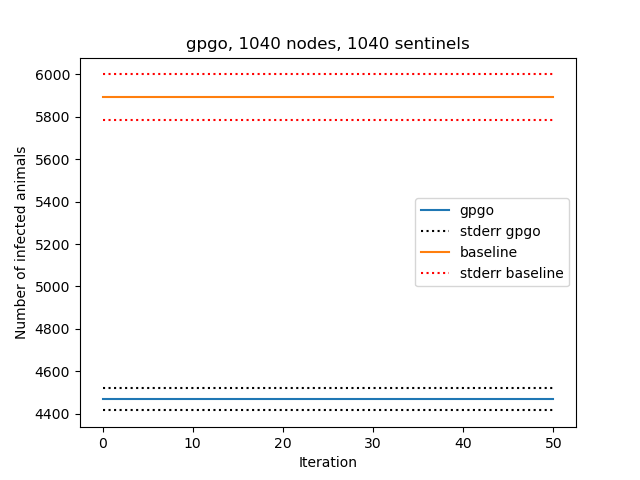 gpgo, 1040 nodes, 1040 sentinels
Number of infected animals
6000
5800
5600
5400
5200
5000
4800
4600
4400
gpgo
stderr gpgo
baseline
stderr baseline
0 10 20 30 40 50
Iteration